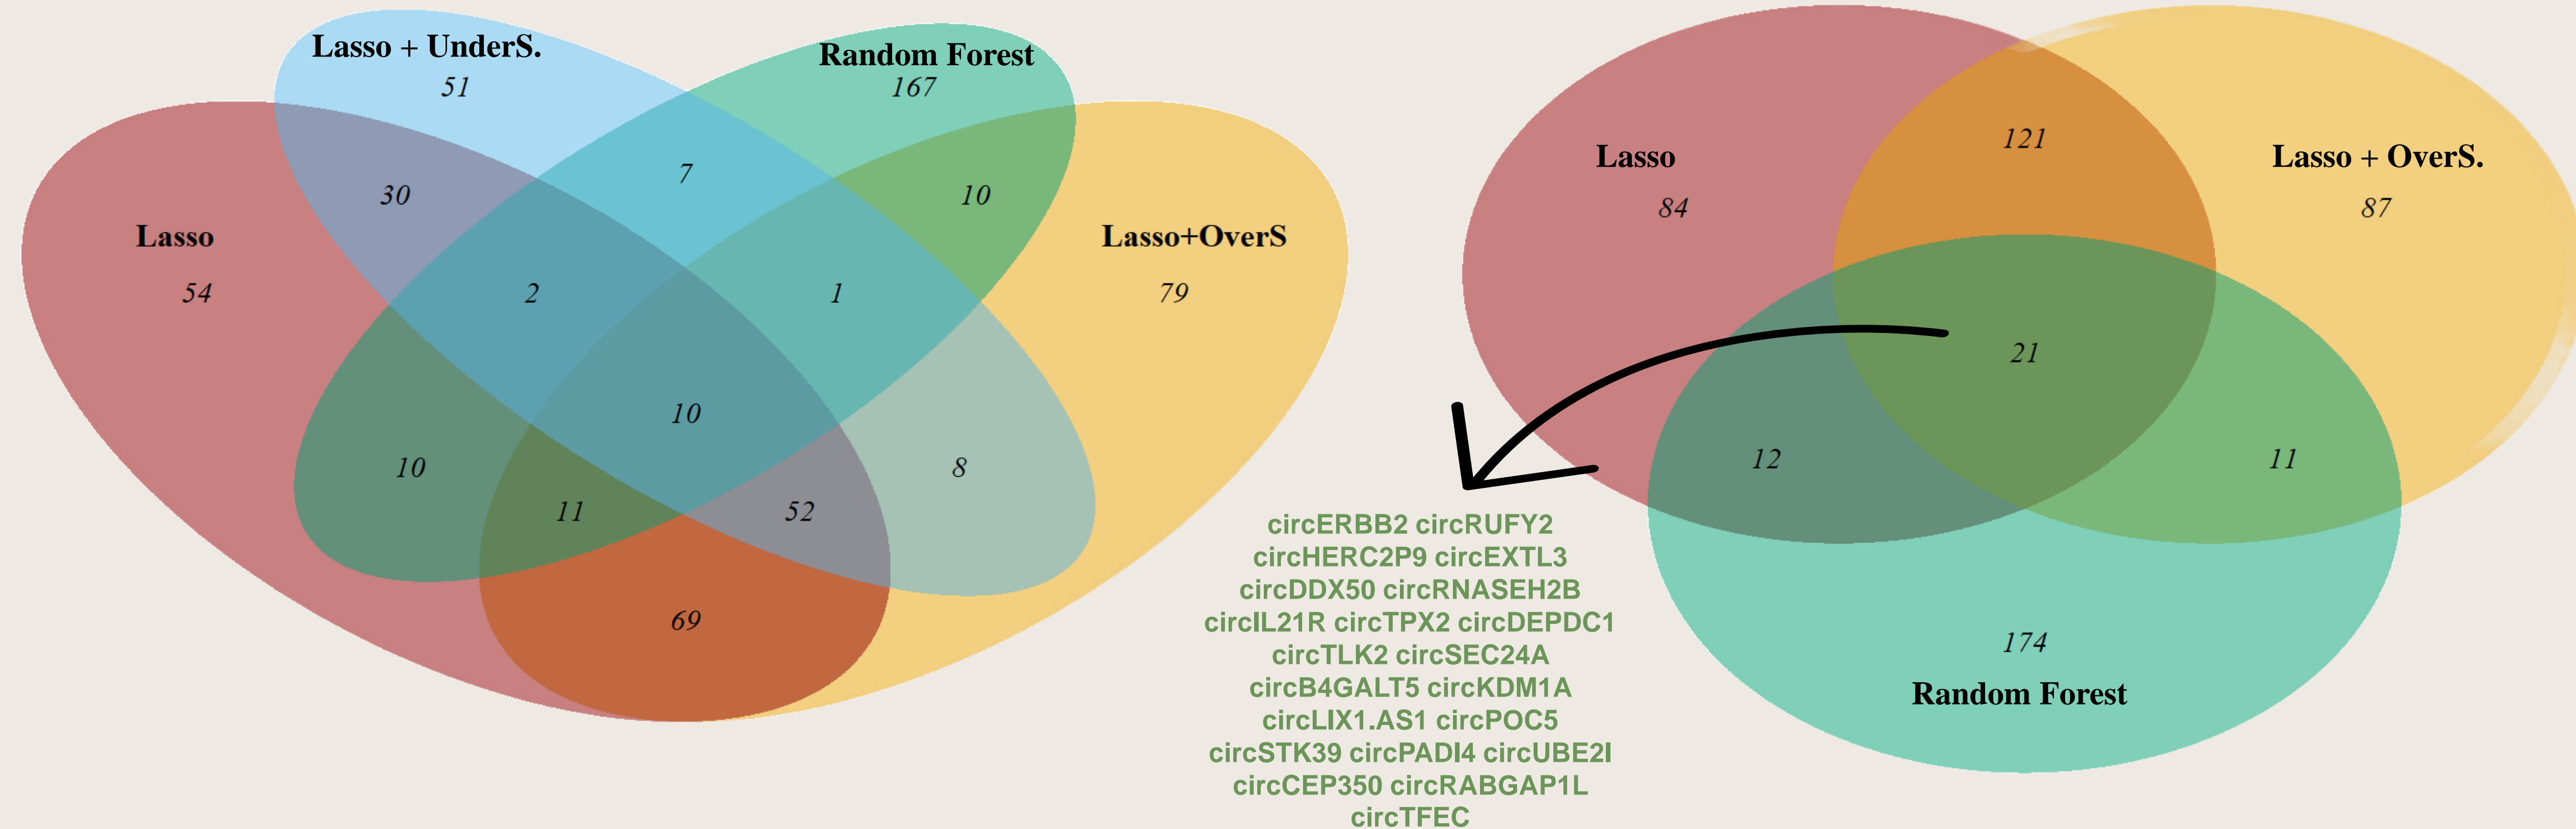 Lasso + UnderS.
51
Random Forest
167
7
30
10
Lasso
54
Lasso+OverS
79
2
1
10
10
8
11
52
69
Lasso
84
121
Lasso + OverS.
87
21
12
11
174
Random Forest
circERBB2 circRUFY2
circHERC2P9 circEXTL3
circDDX50 circRNASEH2B
circIL21R circTPX2 circDEPDC1
circTLK2 circSEC24A
circB4GALT5 circKDM1A
circLIX1.AS1 circPOC5
circSTK39 circPADI4 circUBE2I
circCEP350 circRABGAP1L
circTFEC